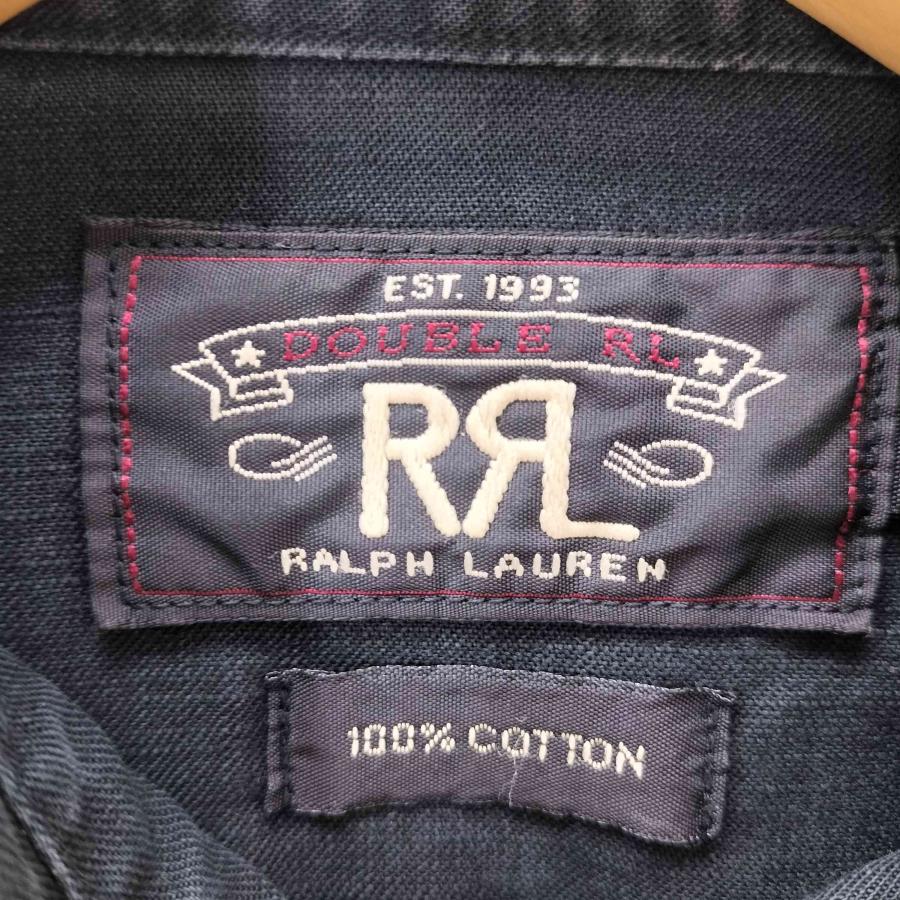 EST. 1993
DOUBLE RL
RRL
RALPH LAUREN
100% COTTON